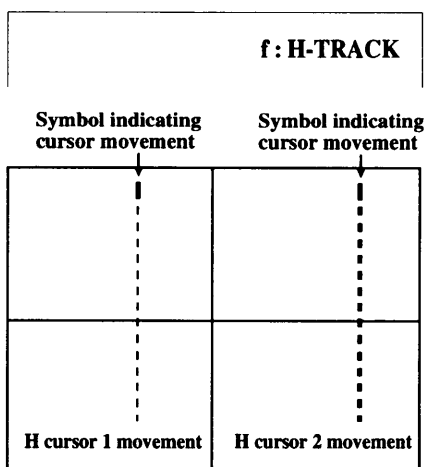 f : H-TRACK
Symbol indicating
cursor movement
Symbol indicating
cursor movement
H cursor 1 movement
H cursor 2 movement